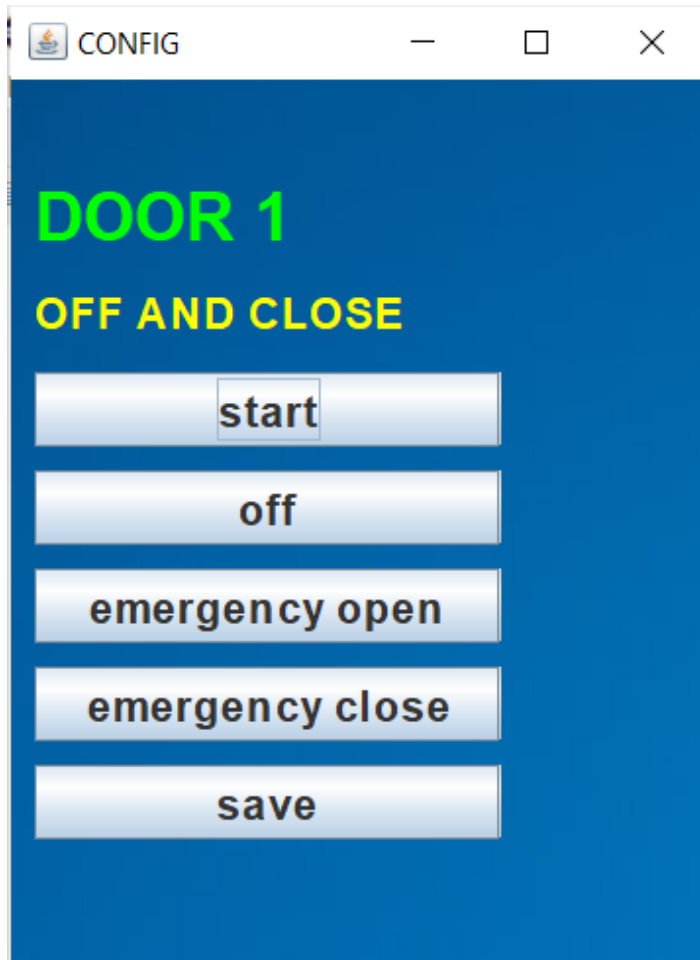 CONFIG
DOOR 1
OFF AND CLOSE
start
off
emergency open
emergency close
save